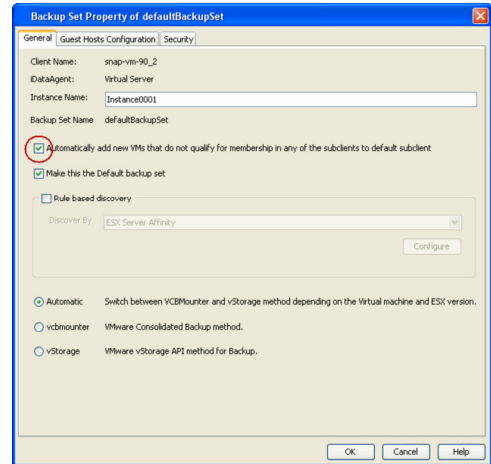 Backup Set Property of defaultBackupSet
General Guest Hosts Configuration Security
Client Name: snap-vm-90_2
iDataAgent: Virtual Server
Instance Name: Instance0001
Backup Set Name defaultBackupSet
Automatically add new VMs that do not qualify for membership in any of the subclients to default subclient
Make this the Default backup set
Rule based discovery
Discover By ESX Server Affinity
Configure
Automatic Switch between VCBMounter and vStorage method depending on the Virtual machine and ESX version.
vcbmounter VMware Consolidated Backup method.
vStorage VMware vStorage API method for Backup.
OK Cancel Help